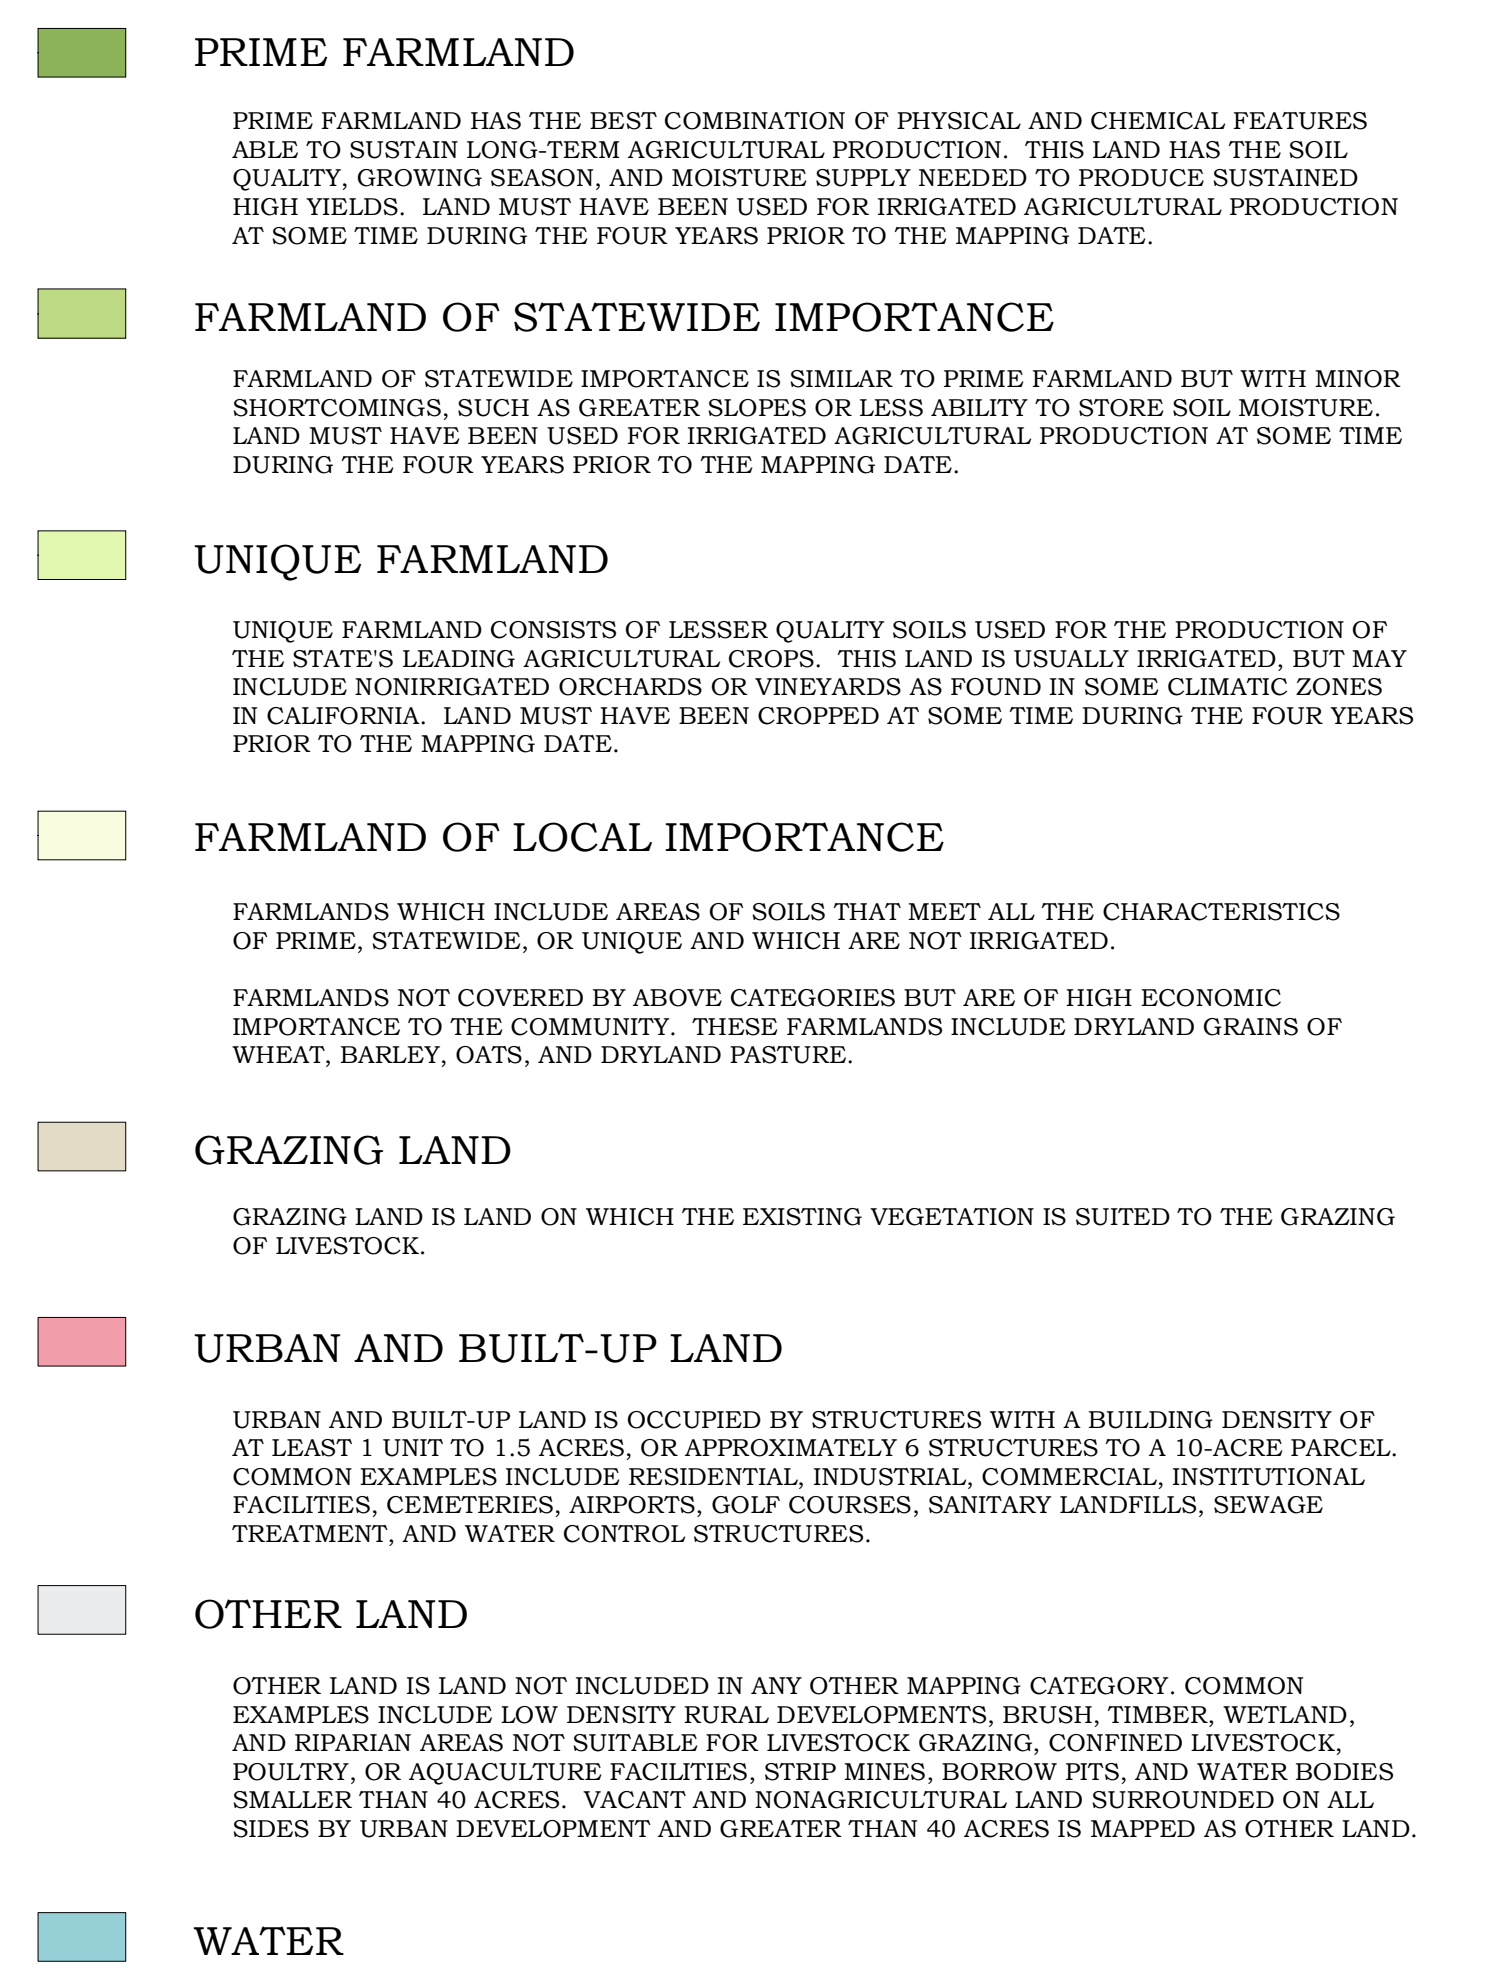 PRIME FARMLAND
PRIME FARMLAND HAS THE BEST COMBINATION OF PHYSICAL AND CHEMICAL FEATURES
ABLE TO SUSTAIN LONG-TERM AGRICULTURAL PRODUCTION.  THIS LAND HAS THE SOIL
QUALITY, GROWING SEASON, AND MOISTURE SUPPLY NEEDED TO PRODUCE SUSTAINED
HIGH YIELDS.  LAND MUST HAVE BEEN USED FOR IRRIGATED AGRICULTURAL PRODUCTION
AT SOME TIME DURING THE FOUR YEARS PRIOR TO THE MAPPING DATE.
FARMLAND OF STATEWIDE IMPORTANCE
FARMLAND OF STATEWIDE IMPORTANCE IS SIMILAR TO PRIME FARMLAND BUT WITH MINOR
SHORTCOMINGS, SUCH AS GREATER SLOPES OR LESS ABILITY TO STORE SOIL MOISTURE.
LAND MUST HAVE BEEN USED FOR IRRIGATED AGRICULTURAL PRODUCTION AT SOME TIME
DURING THE FOUR YEARS PRIOR TO THE MAPPING DATE.
UNIQUE FARMLAND
UNIQUE FARMLAND CONSISTS OF LESSER QUALITY SOILS USED FOR THE PRODUCTION OF
THE STATE'S LEADING AGRICULTURAL CROPS.  THIS LAND IS USUALLY IRRIGATED, BUT MAY
INCLUDE NONIRRIGATED ORCHARDS OR VINEYARDS AS FOUND IN SOME CLIMATIC ZONES
IN CALIFORNIA.  LAND MUST HAVE BEEN CROPPED AT SOME TIME DURING THE FOUR YEARS
PRIOR TO THE MAPPING DATE.
FARMLAND OF LOCAL IMPORTANCE
FARMLANDS WHICH INCLUDE AREAS OF SOILS THAT MEET ALL THE CHARACTERISTICS
OF PRIME, STATEWIDE, OR UNIQUE AND WHICH ARE NOT IRRIGATED.
FARMLANDS NOT COVERED BY ABOVE CATEGORIES BUT ARE OF HIGH ECONOMIC
IMPORTANCE TO THE COMMUNITY.  THESE FARMLANDS INCLUDE DRYLAND GRAINS OF
WHEAT, BARLEY, OATS, AND DRYLAND PASTURE.
GRAZING LAND
GRAZING LAND IS LAND ON WHICH THE EXISTING VEGETATION IS SUITED TO THE GRAZING
OF LIVESTOCK.
URBAN AND BUILT-UP LAND
URBAN AND BUILT-UP LAND IS OCCUPIED BY STRUCTURES WITH A BUILDING DENSITY OF
AT LEAST 1 UNIT TO 1.5 ACRES, OR APPROXIMATELY 6 STRUCTURES TO A 10-ACRE PARCEL.
COMMON EXAMPLES INCLUDE RESIDENTIAL, INDUSTRIAL, COMMERCIAL, INSTITUTIONAL
FACILITIES, CEMETERIES, AIRPORTS, GOLF COURSES, SANITARY LANDFILLS, SEWAGE
TREATMENT, AND WATER CONTROL STRUCTURES.
OTHER LAND
OTHER LAND IS LAND NOT INCLUDED IN ANY OTHER MAPPING CATEGORY. COMMON
EXAMPLES INCLUDE LOW DENSITY RURAL DEVELOPMENTS, BRUSH, TIMBER, WETLAND,
AND RIPARIAN AREAS NOT SUITABLE FOR LIVESTOCK GRAZING, CONFINED LIVESTOCK,
POULTRY, OR AQUACULTURE FACILITIES, STRIP MINES, BORROW PITS, AND WATER BODIES
SMALLER THAN 40 ACRES.  VACANT AND NONAGRICULTURAL LAND SURROUNDED ON ALL
SIDES BY URBAN DEVELOPMENT AND GREATER THAN 40 ACRES IS MAPPED AS OTHER LAND.
WATER